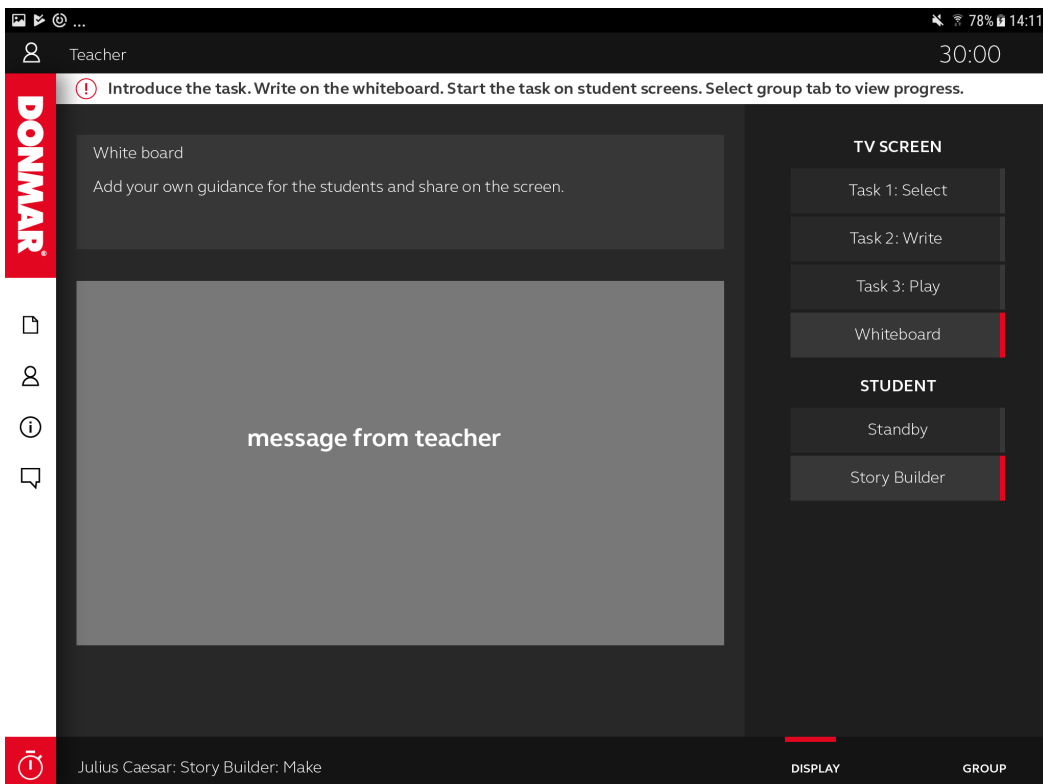 ... 78% 14:11
Teacher 30:00
Introduce the task. Write on the whiteboard. Start the task on student screens. Select group tab to view progress.
DONMAR®
White board
Add your own guidance for the students and share on the screen.
message from teacher
TV SCREEN
Task 1: Select
Task 2: Write
Task 3: Play
Whiteboard
STUDENT
Standby
Story Builder
Julius Caesar: Story Builder: Make
DISPLAY GROUP